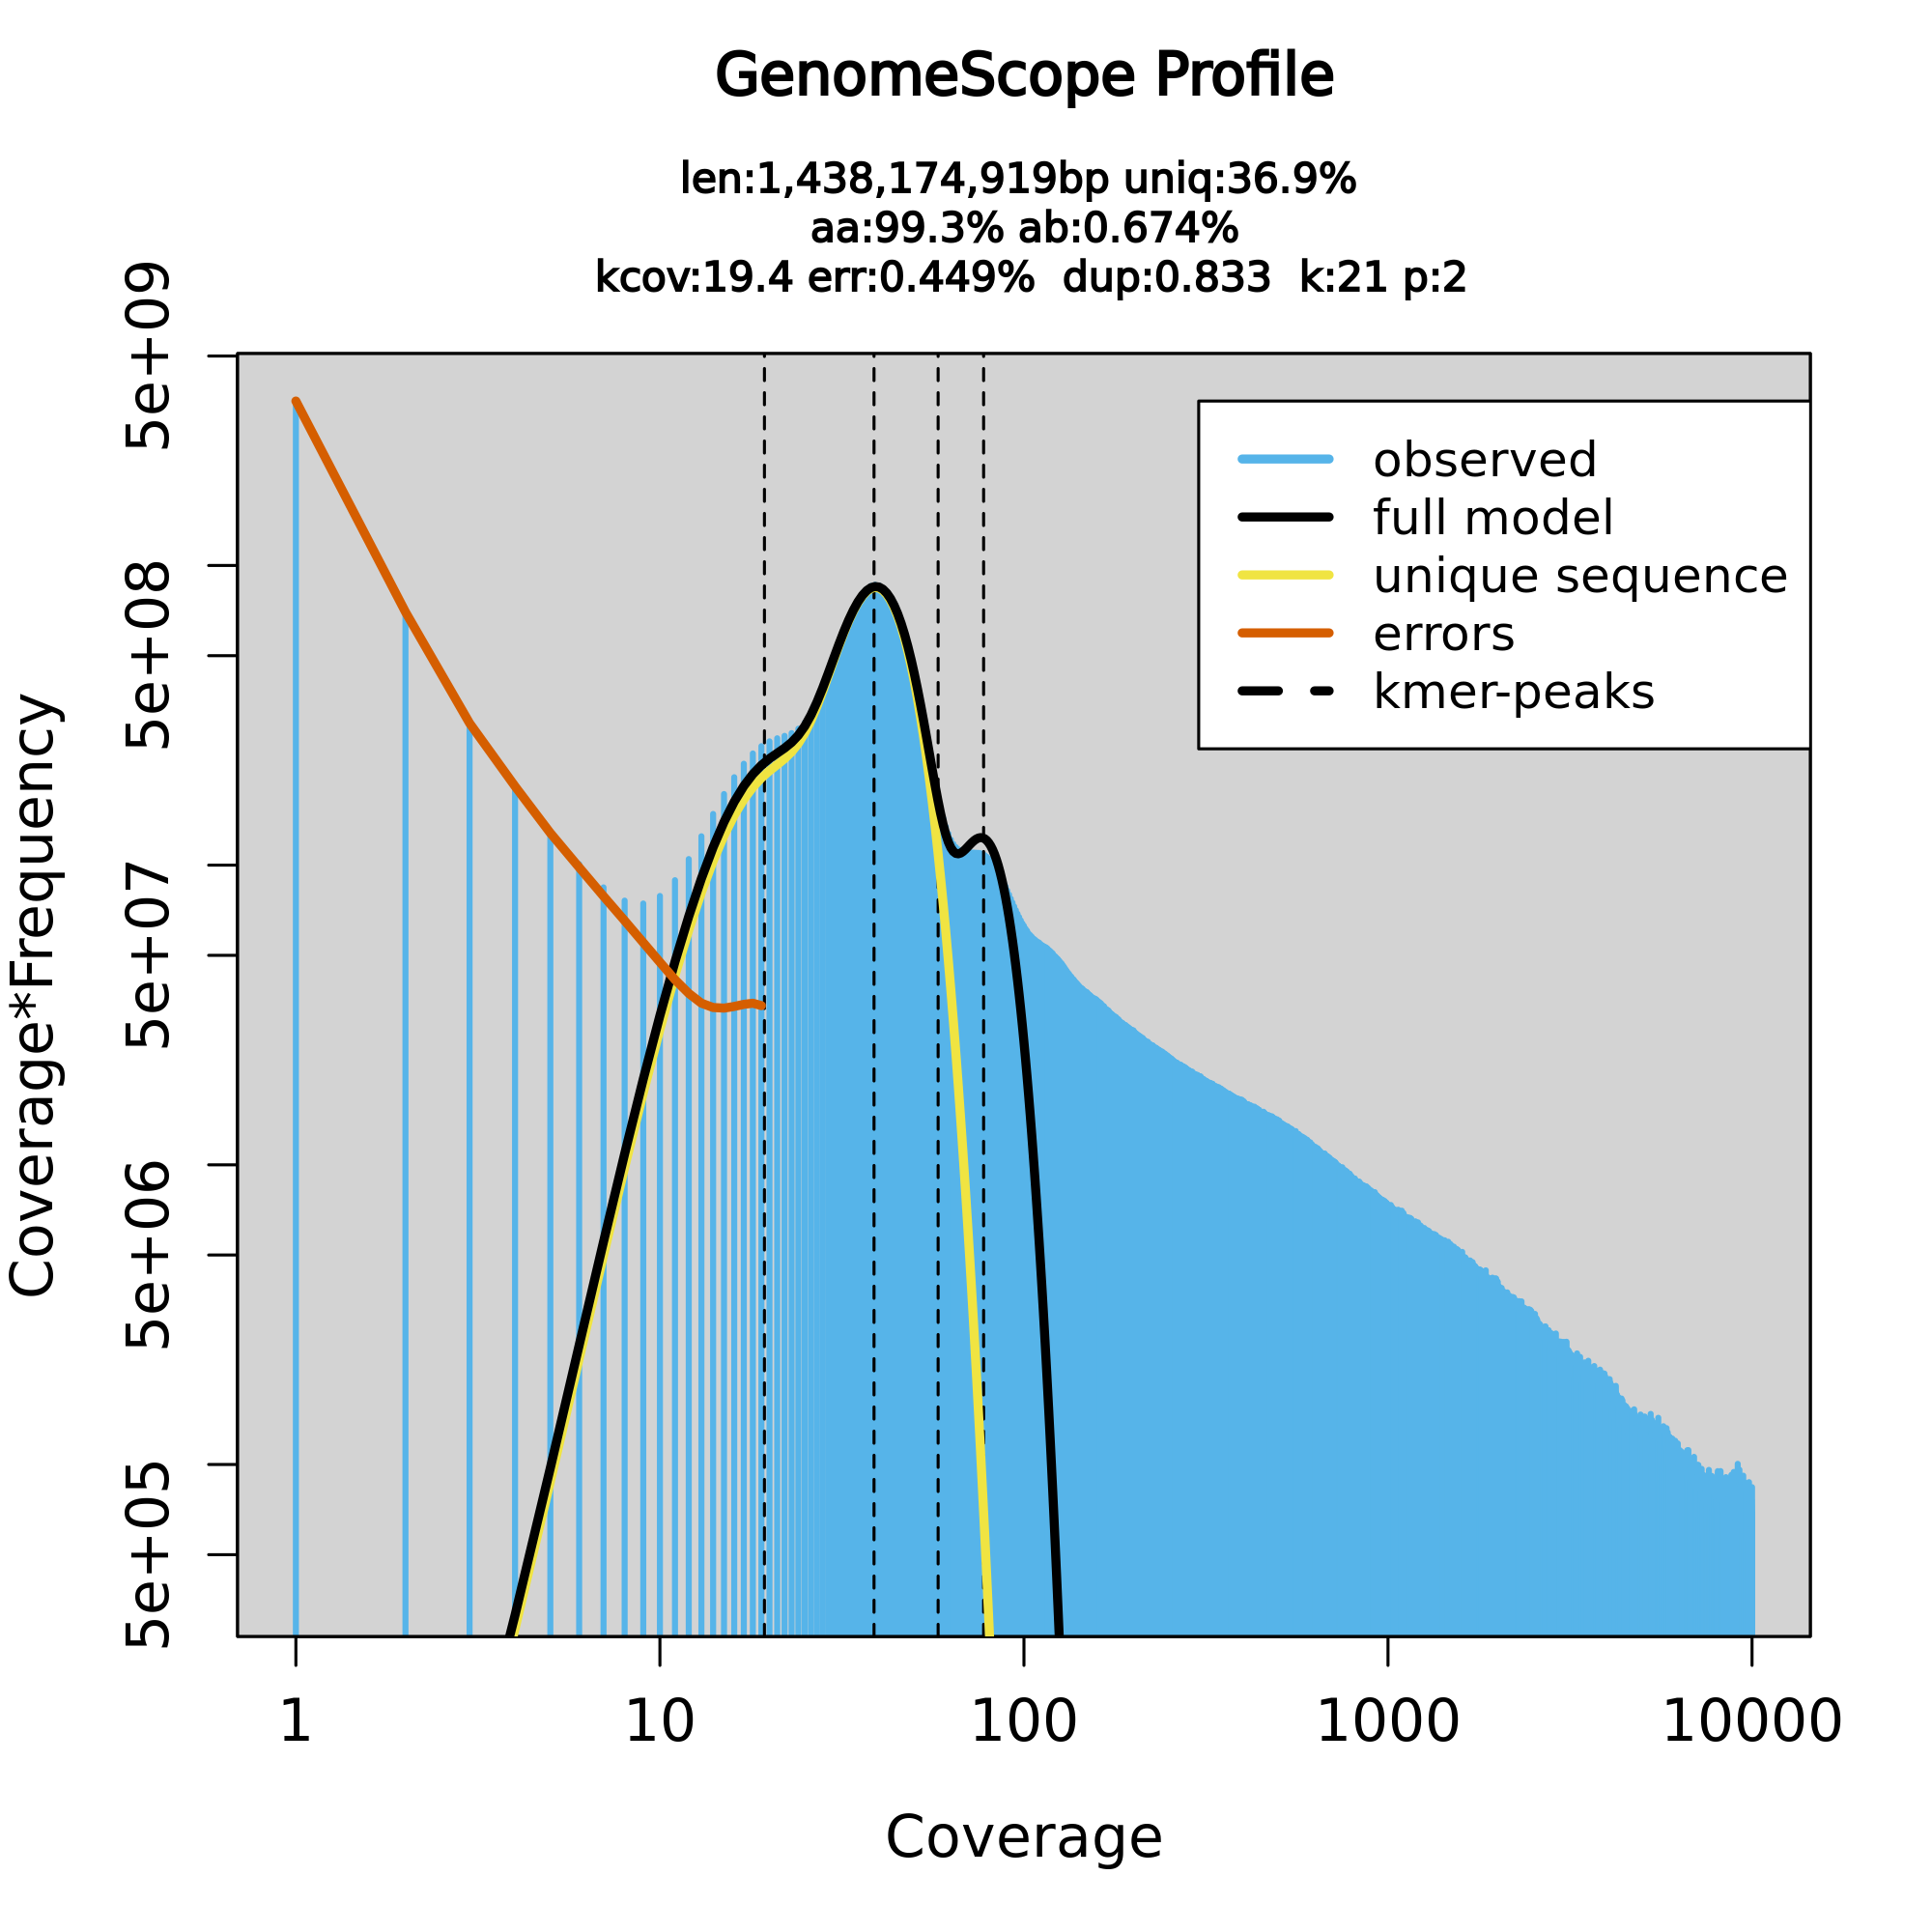 GenomeScope Profile
len:1,438,174,919bp uniq:36.9%
aa:99.3% ab:0.674%
kcov:19.4 err:0.449%  dup:0.833  k:21 p:2
5e+09
5e+08
5e+07
5e+06
5e+05
Coverage*Frequency
observed
full model
unique sequence
errors
kmer-peaks
1 10 100 1000 10000
Coverage